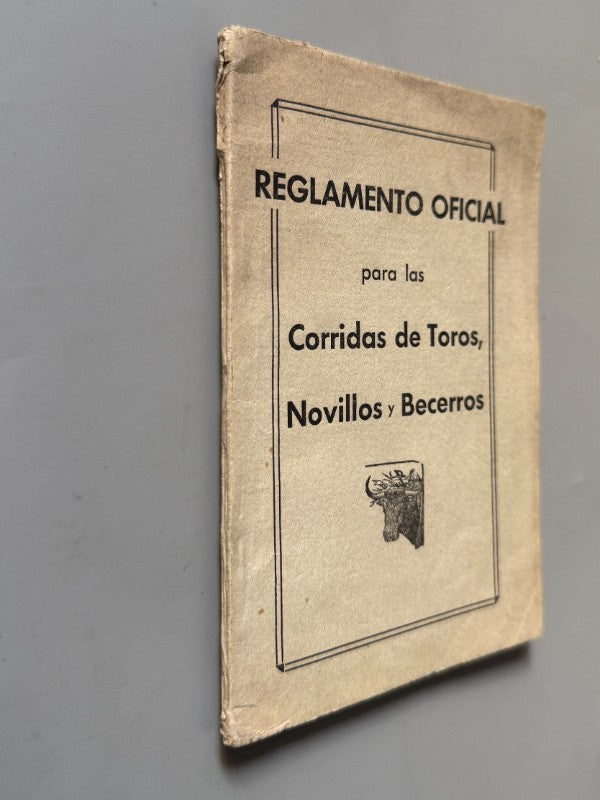 REGLAMENTO OFICIAL
para las
Corridas de Toros,
Novillos y Becerros